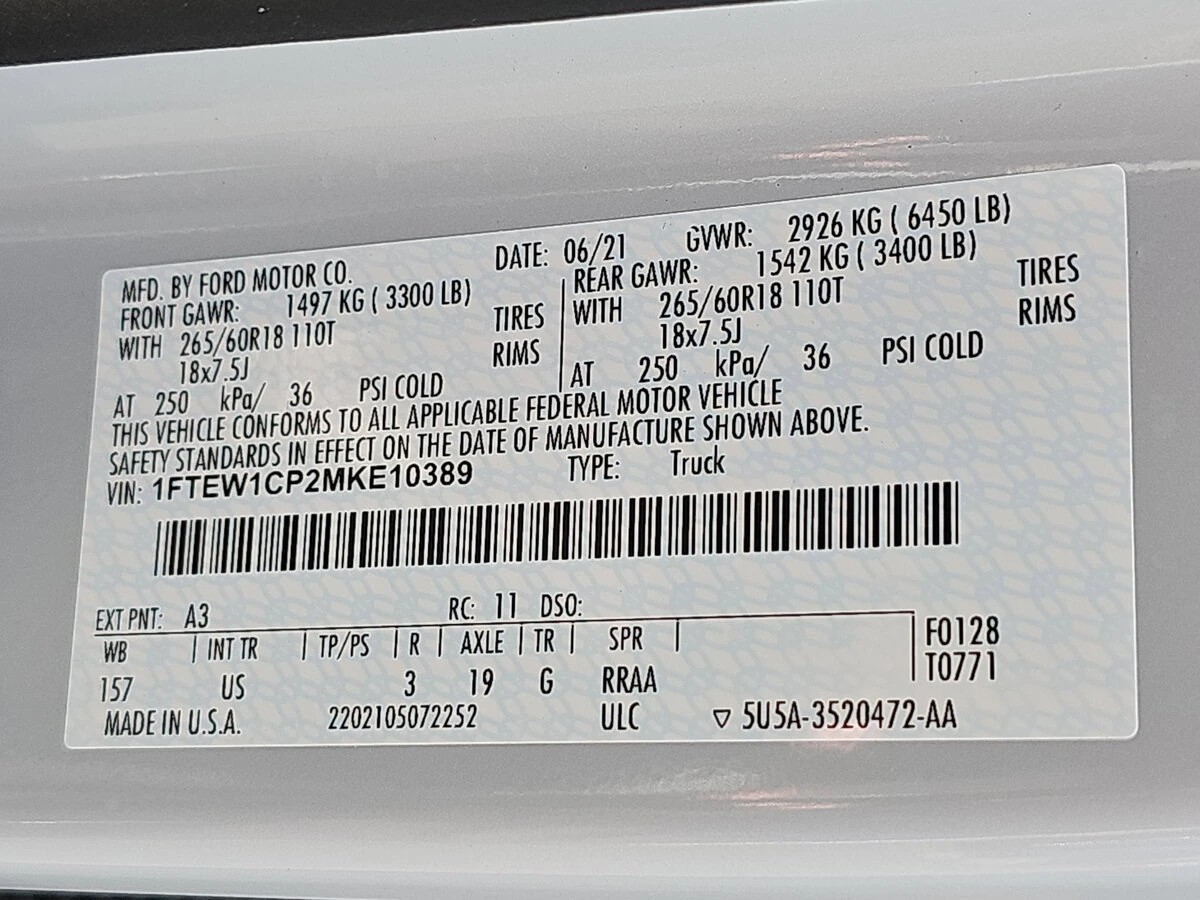 MFD. BY FORD MOTOR CO. DATE: 06/21 GVWR: 2926 KG ( 6450 LB)
FRONT GAWR: 1497 KG ( 3300 LB) REAR GAWR: 1542 KG ( 3400 LB)
WITH 265/60R18 110T TIRES WITH 265/60R18 110T TIRES
18x7.5J RIMS 18x7.5J RIMS
AT 250 kPa/ 36 PSI COLD AT 250 kPa/ 36 PSI COLD
THIS VEHICLE CONFORMS TO ALL APPLICABLE FEDERAL MOTOR VEHICLE
SAFETY STANDARDS IN EFFECT ON THE DATE OF MANUFACTURE SHOWN ABOVE.
VIN: 1FTEW1CP2MKE10389 TYPE: Truck
EXT PNT: A3 RC: 11 DSO:
WB INT TR TP/PS R AXLE TR SPR F0128
157 US 3 19 G RRAA T0771
MADE IN U.S.A. 2202105072252 ULC ▽ 5U5A-3520472-AA